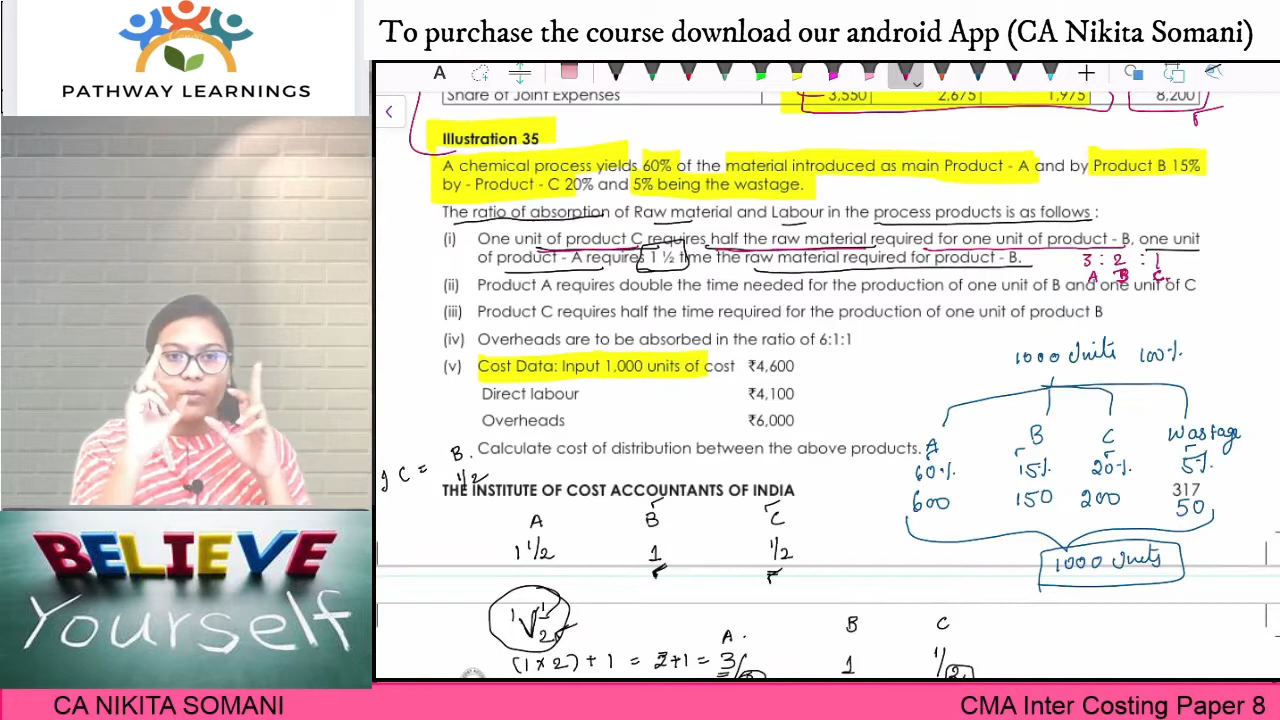 To purchase the course download our android App (CA Nikita Somani)
PATHWAY LEARNINGS
A
Share of Joint Expenses 3,550 2,675 1,975 8,200
Illustration 35
A chemical process yields 60% of the material introduced as main Product - A and by Product B 15%
by - Product - C 20% and 5% being the wastage.
The ratio of absorption of Raw material and Labour in the process products is as follows :
(i) One unit of product C requires half the raw material required for one unit of product - B, one unit
of product - A requires 1 ½ time the raw material required for product - B.
3 : 2 : 1
A B C
(ii) Product A requires double the time needed for the production of one unit of B and one unit of C
(iii) Product C requires half the time required for the production of one unit of product B
(iv) Overheads are to be absorbed in the ratio of 6:1:1
(v) Cost Data: Input 1,000 units of cost ₹4,600
Direct labour ₹4,100
Overheads ₹6,000
Calculate cost of distribution between the above products.
1000 Units 100%
A B C Wastage
60% 15% 20% 5%
317
600 150 200 50
1000 Units
C = B
1/2
THE INSTITUTE OF COST ACCOUNTANTS OF INDIA
A B C
1 1/2 1 1/2
1 1
2
A B C
(1x2) + 1 = 2+1 = 3/2 1 1/2
BELIEVE
Yourself
CA NIKITA SOMANI
CMA Inter Costing Paper 8